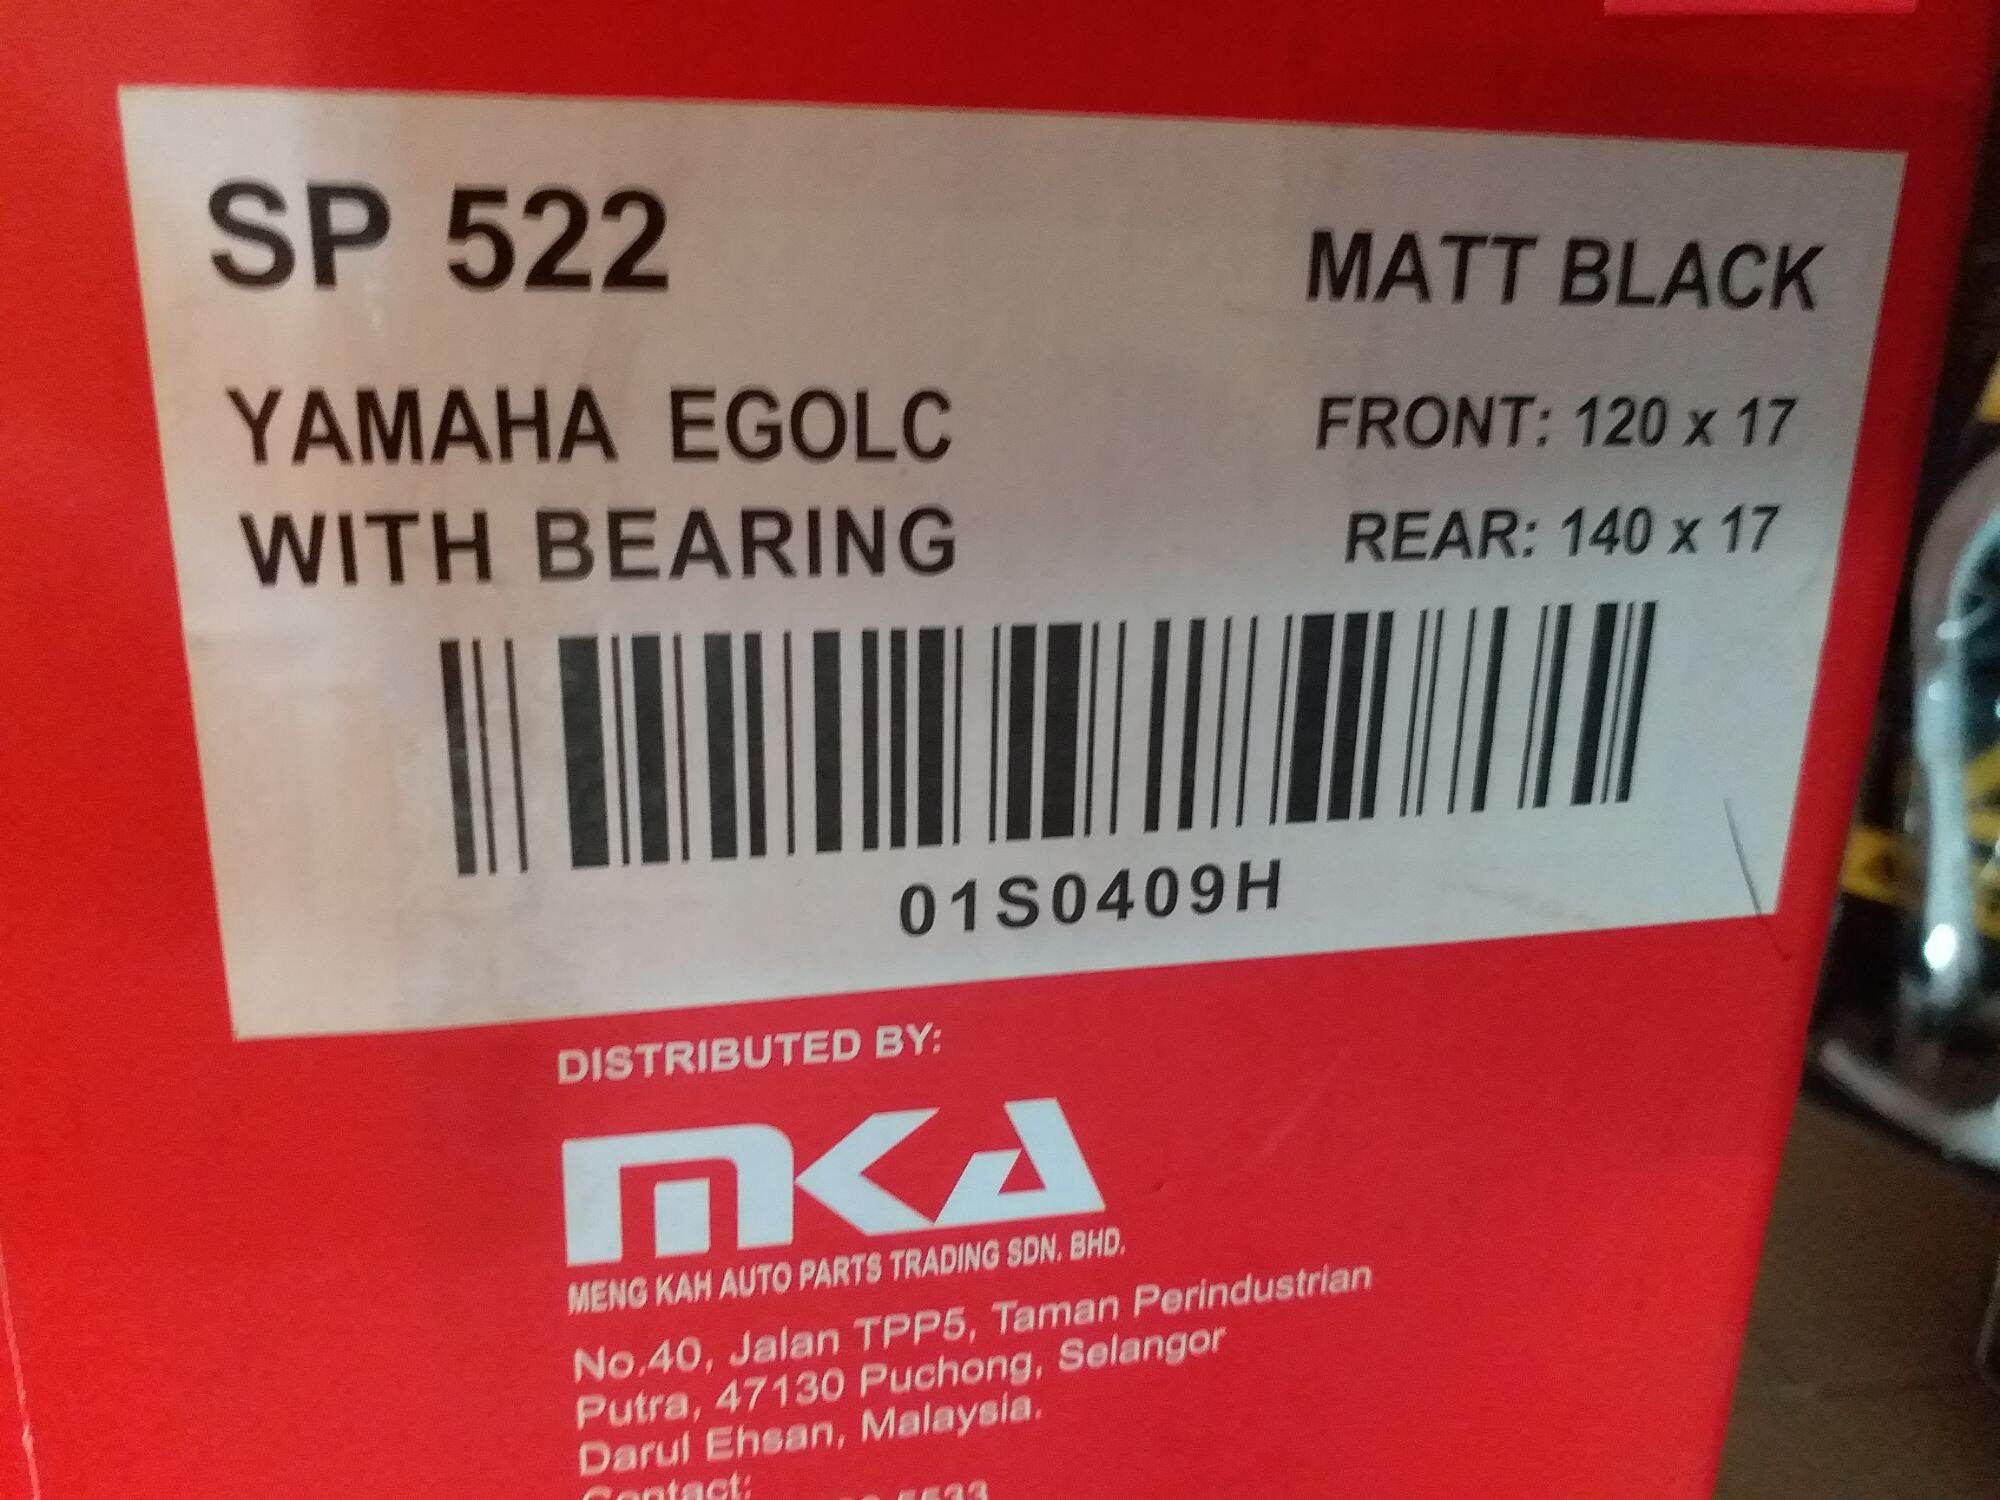 SP 522
MATT BLACK
YAMAHA EGOLC
FRONT: 120 x 17
WITH BEARING
REAR: 140 x 17
01S0409H
DISTRIBUTED BY:
MKA
MENG KAH AUTO PARTS TRADING SDN. BHD.
No.40, Jalan TPP5, Taman Perindustrian
Putra, 47130 Puchong, Selangor
Darul Ehsan, Malaysia.
Contact:
5533